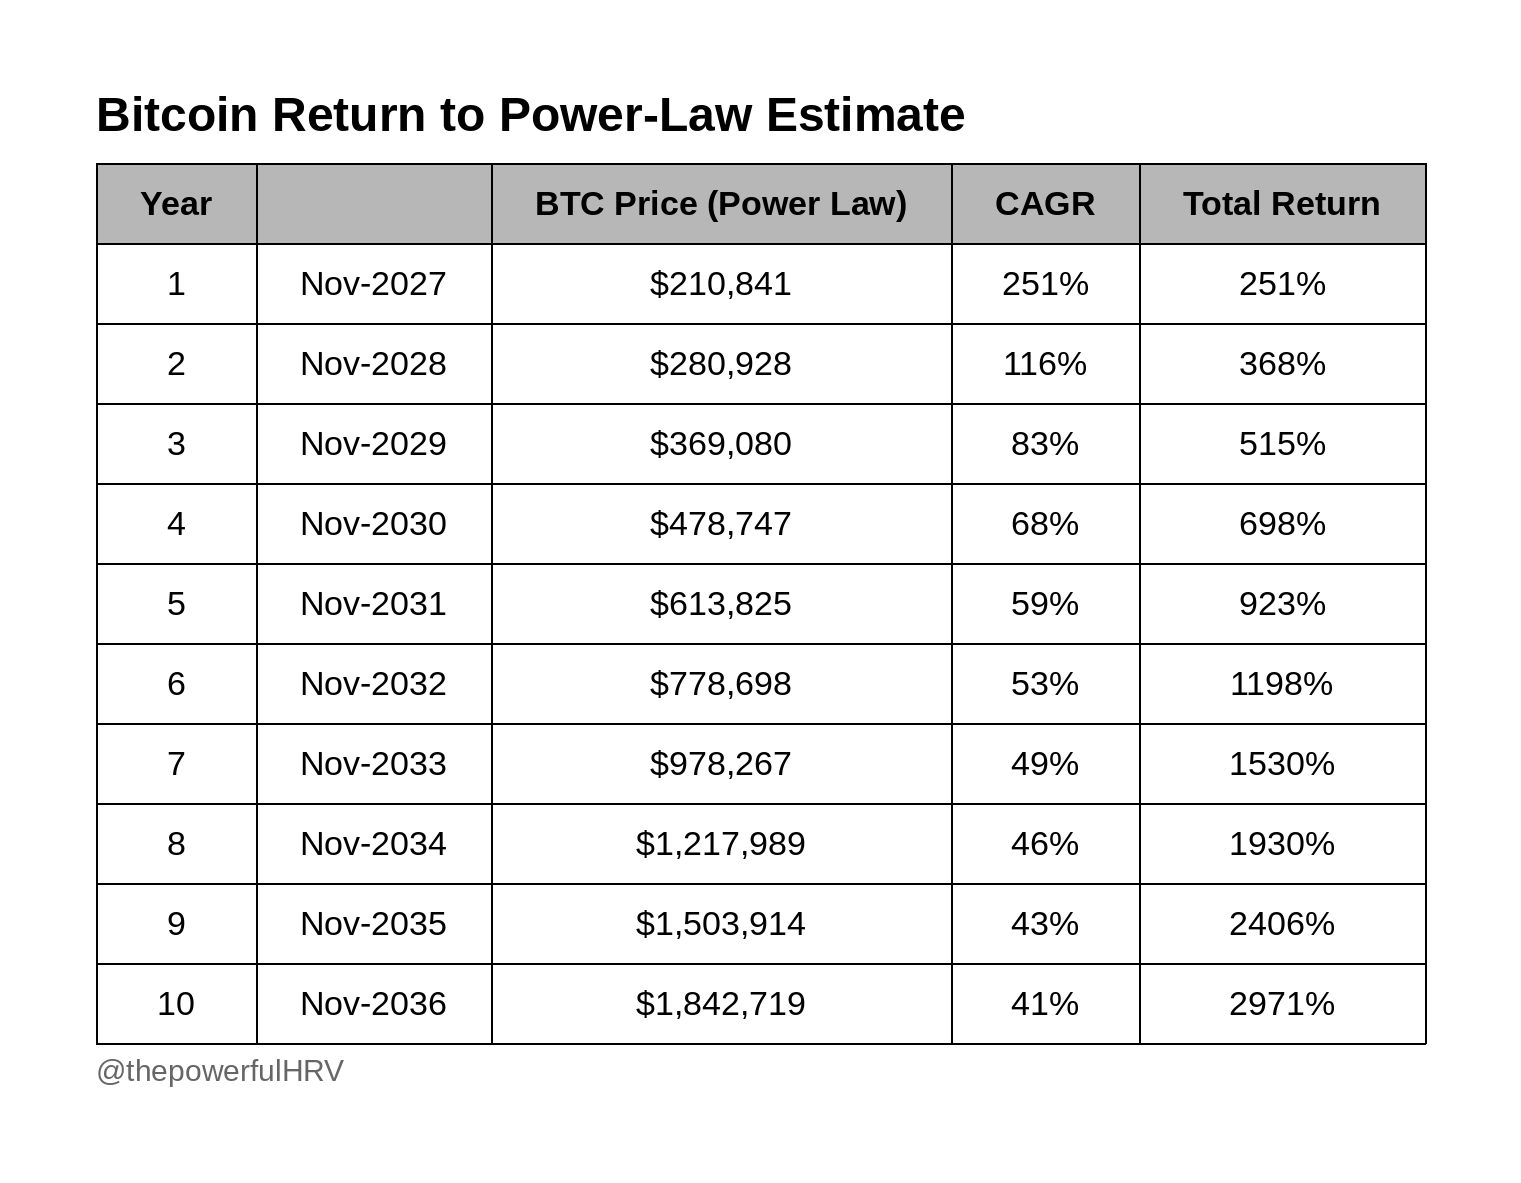 Bitcoin Return to Power-Law Estimate
Year BTC Price (Power Law) CAGR Total Return
1 Nov-2027 $210,841 251% 251%
2 Nov-2028 $280,928 116% 368%
3 Nov-2029 $369,080 83% 515%
4 Nov-2030 $478,747 68% 698%
5 Nov-2031 $613,825 59% 923%
6 Nov-2032 $778,698 53% 1198%
7 Nov-2033 $978,267 49% 1530%
8 Nov-2034 $1,217,989 46% 1930%
9 Nov-2035 $1,503,914 43% 2406%
10 Nov-2036 $1,842,719 41% 2971%
@thepowerfulHRV